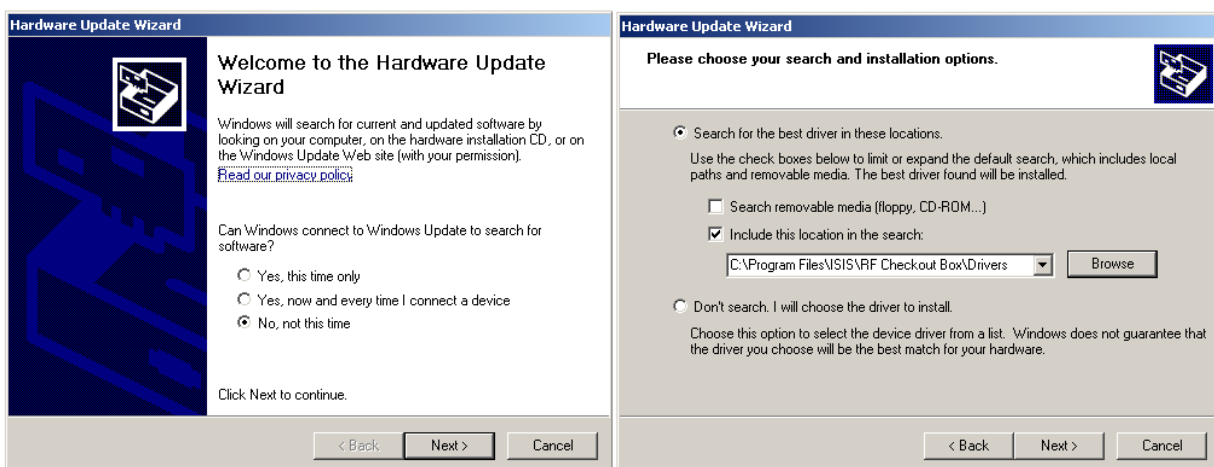 Hardware Update Wizard
Welcome to the Hardware Update
Wizard
Windows will search for current and updated software by
looking on your computer, on the hardware installation CD, or on
the Windows Update Web site (with your permission).
Read our privacy policy
Can Windows connect to Windows Update to search for
software?
Yes, this time only
Yes, now and every time I connect a device
No, not this time
Click Next to continue.
< Back
Next >
Cancel
Hardware Update Wizard
Please choose your search and installation options.
Search for the best driver in these locations.
Use the check boxes below to limit or expand the default search, which includes local
paths and removable media. The best driver found will be installed.
Search removable media (floppy, CD-ROM...)
Include this location in the search:
C:\Program Files\ISIS\RF Checkout Box\Drivers
Browse
Don't search. I will choose the driver to install.
Choose this option to select the device driver from a list. Windows does not guarantee that
the driver you choose will be the best match for your hardware.
< Back
Next >
Cancel